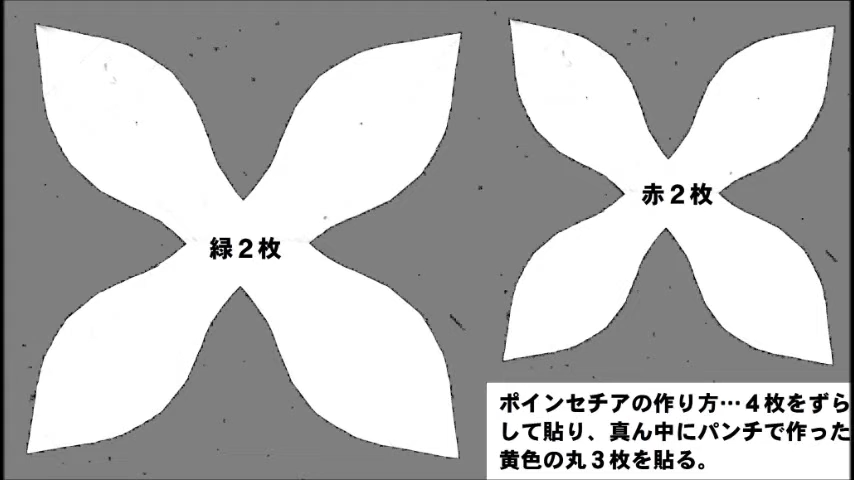 緑２枚
赤２枚
ポインセチアの作り方…４枚をずら
して貼り、真ん中にパンチで作った
黄色の丸３枚を貼る。